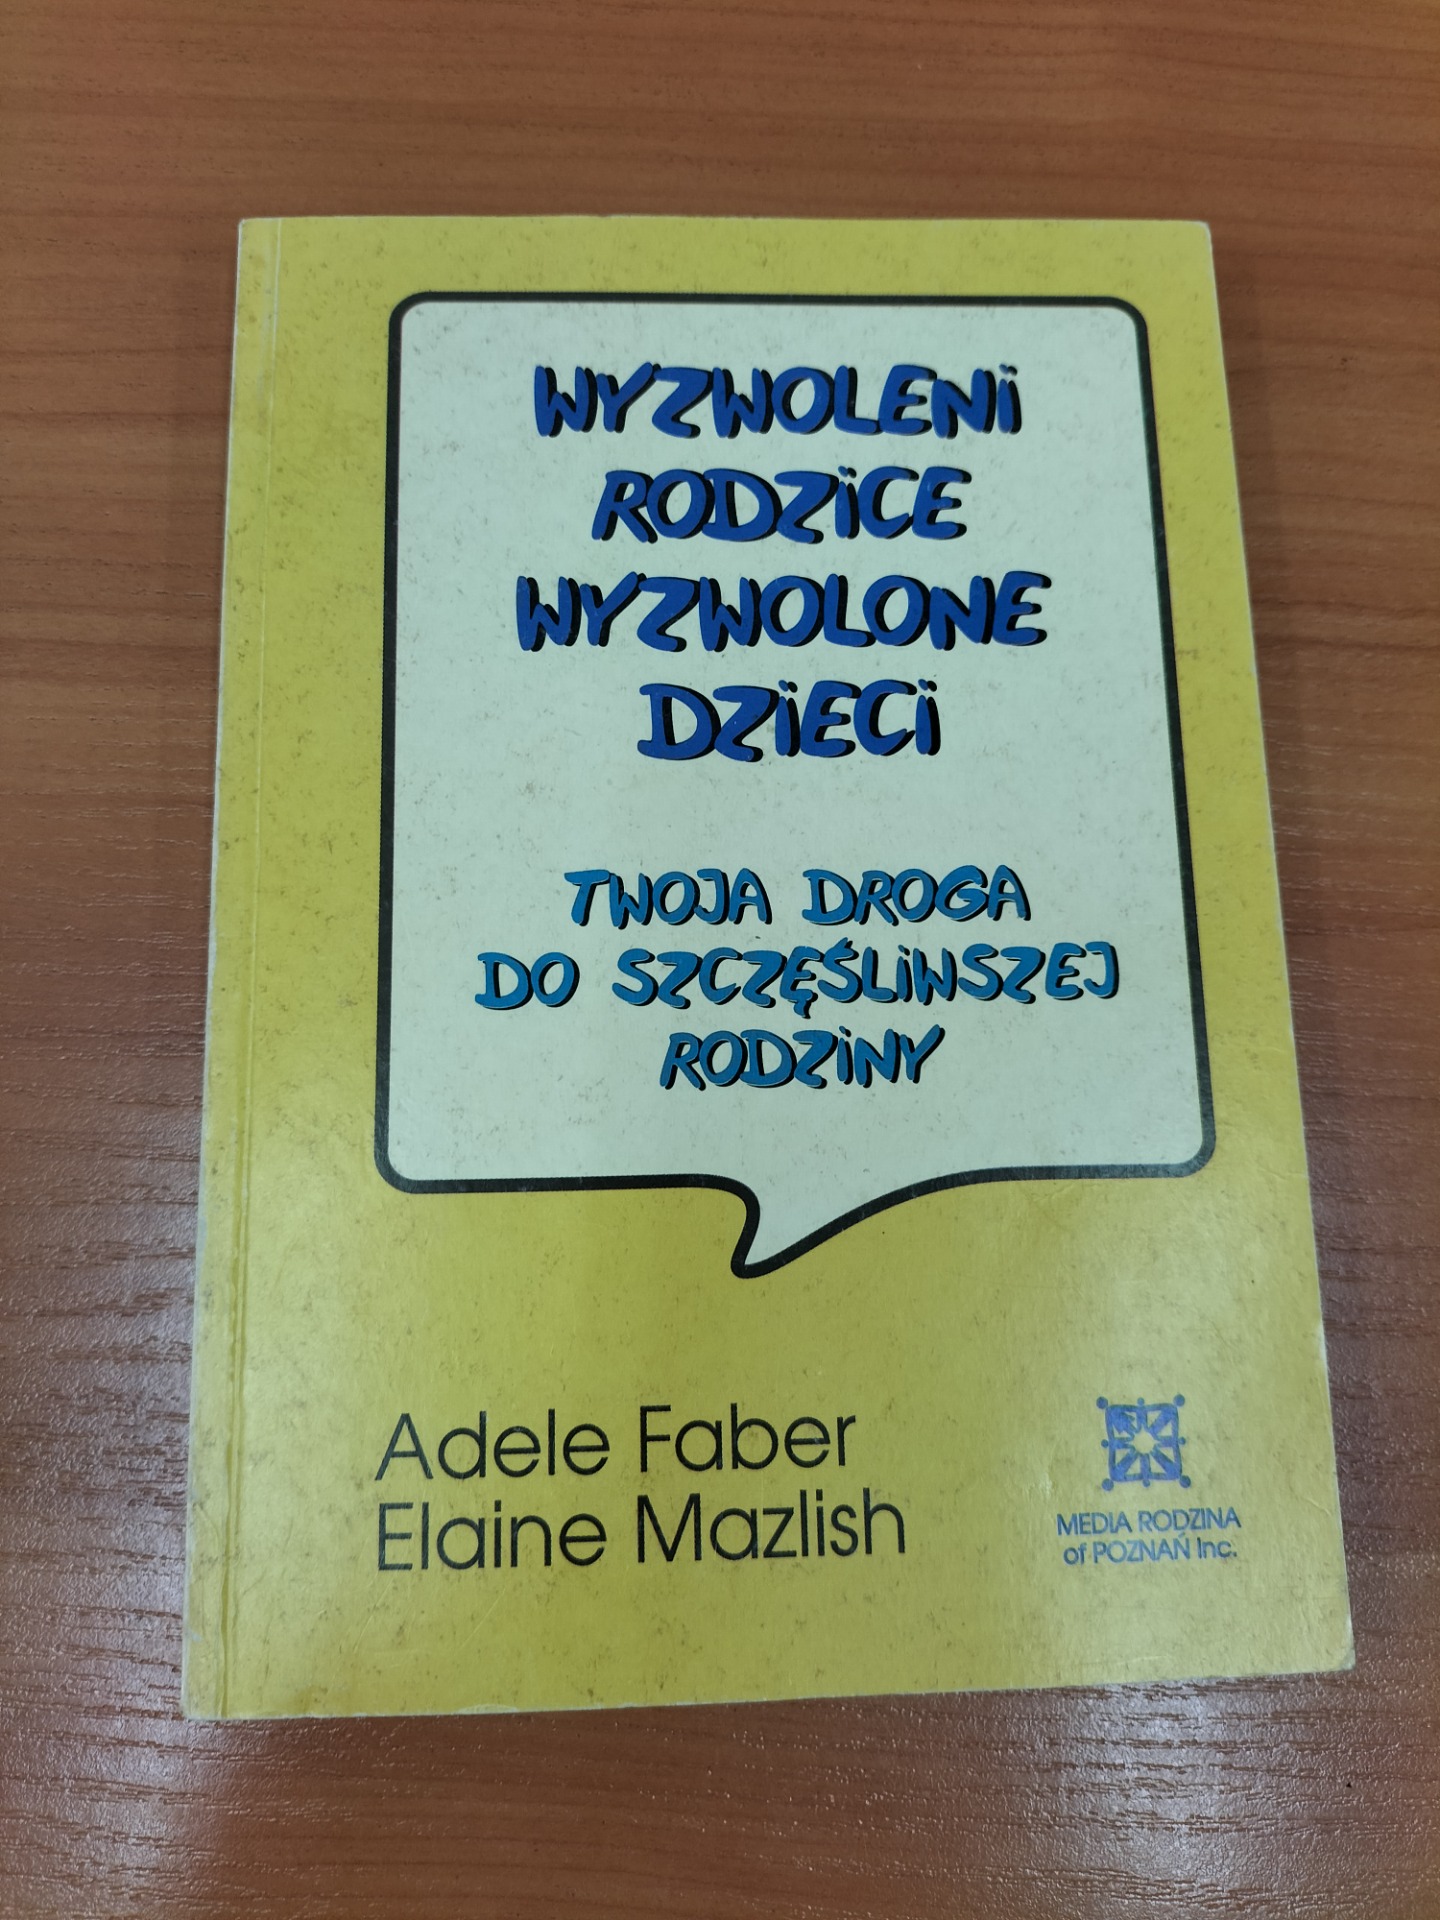 WYZWOLENI
RODZICE
WYZWOLONE
DZIECI
TWOJA DROGA
DO SZCZĘŚLIWSZEJ
RODZINY
Adele Faber
Elaine Mazlish
MEDIA RODZINA
of POZNAŃ Inc.